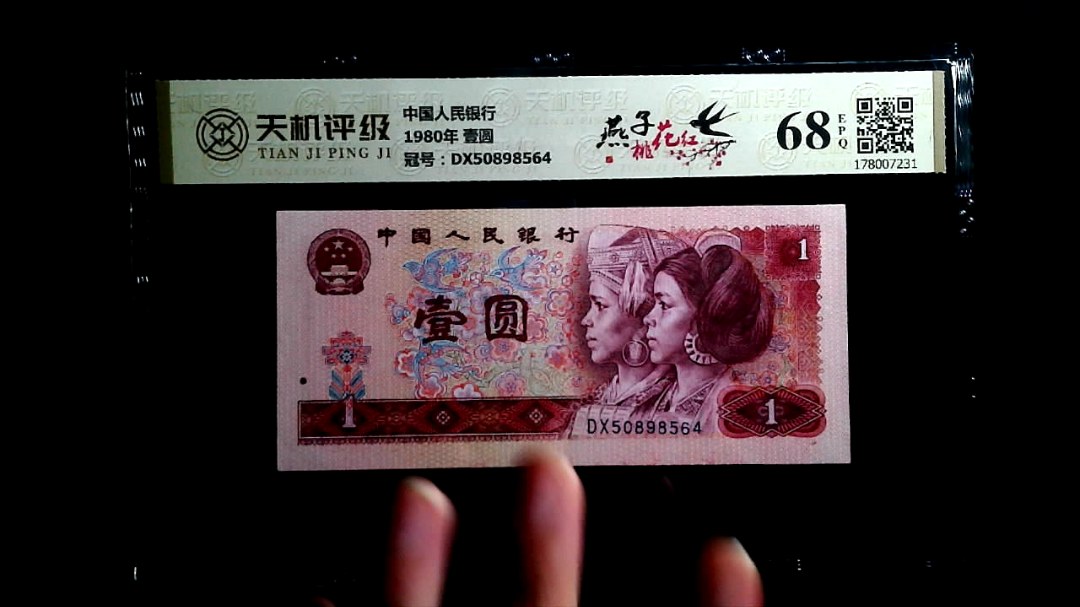 天机评级
TIAN JI PING JI
中国人民银行
1980年 壹圆
冠号：DX50898564
燕子
桃花红
68
EPQ
178007231
中国人民银行
1
壹圆
1
1
DX50898564